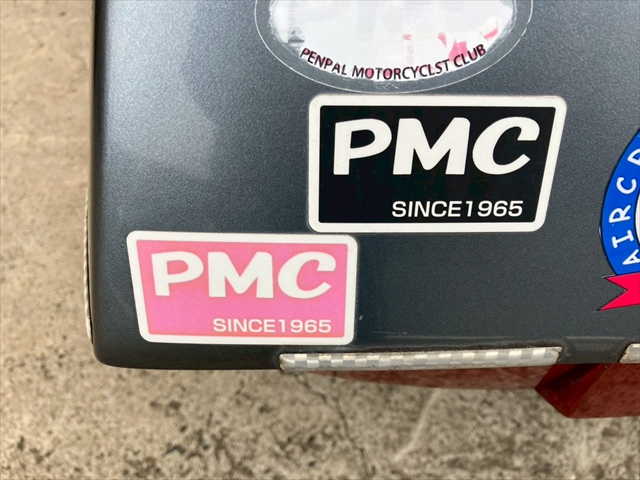 PENPAL MOTORCYCLST CLUB
PMC
SINCE1965
PMC
SINCE1965